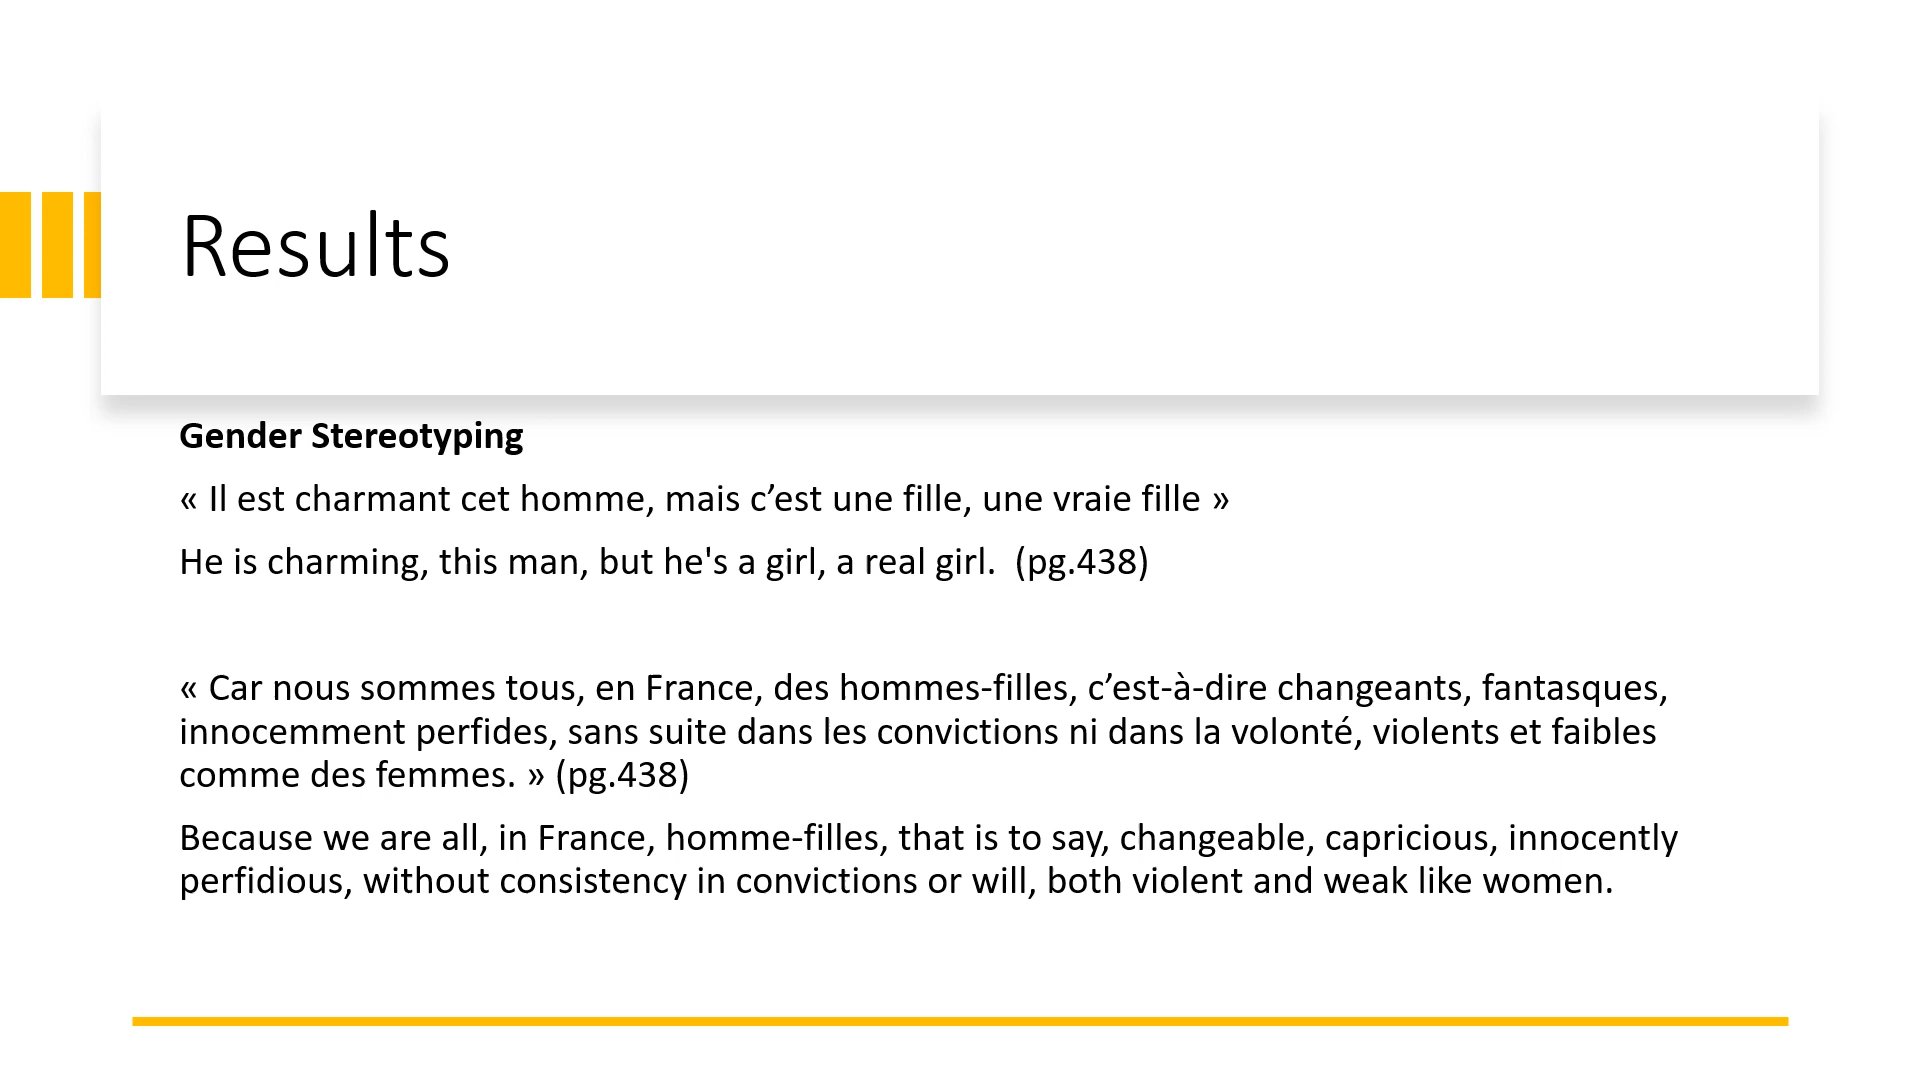 Results
Gender Stereotyping
« Il est charmant cet homme, mais c’est une fille, une vraie fille »
He is charming, this man, but he's a girl, a real girl.  (pg.438)
« Car nous sommes tous, en France, des hommes-filles, c’est-à-dire changeants, fantasques,
innocemment perfides, sans suite dans les convictions ni dans la volonté, violents et faibles
comme des femmes. » (pg.438)
Because we are all, in France, homme-filles, that is to say, changeable, capricious, innocently
perfidious, without consistency in convictions or will, both violent and weak like women.